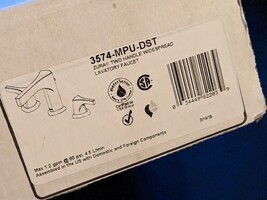 3574-MPU-DST
ZURA® TWO HANDLE WIDESPREAD
LAVATORY FAUCET
Max 1.2 gpm @ 60 psi, 4.5 L/min
Assembled in the US with Domestic and Foreign Components